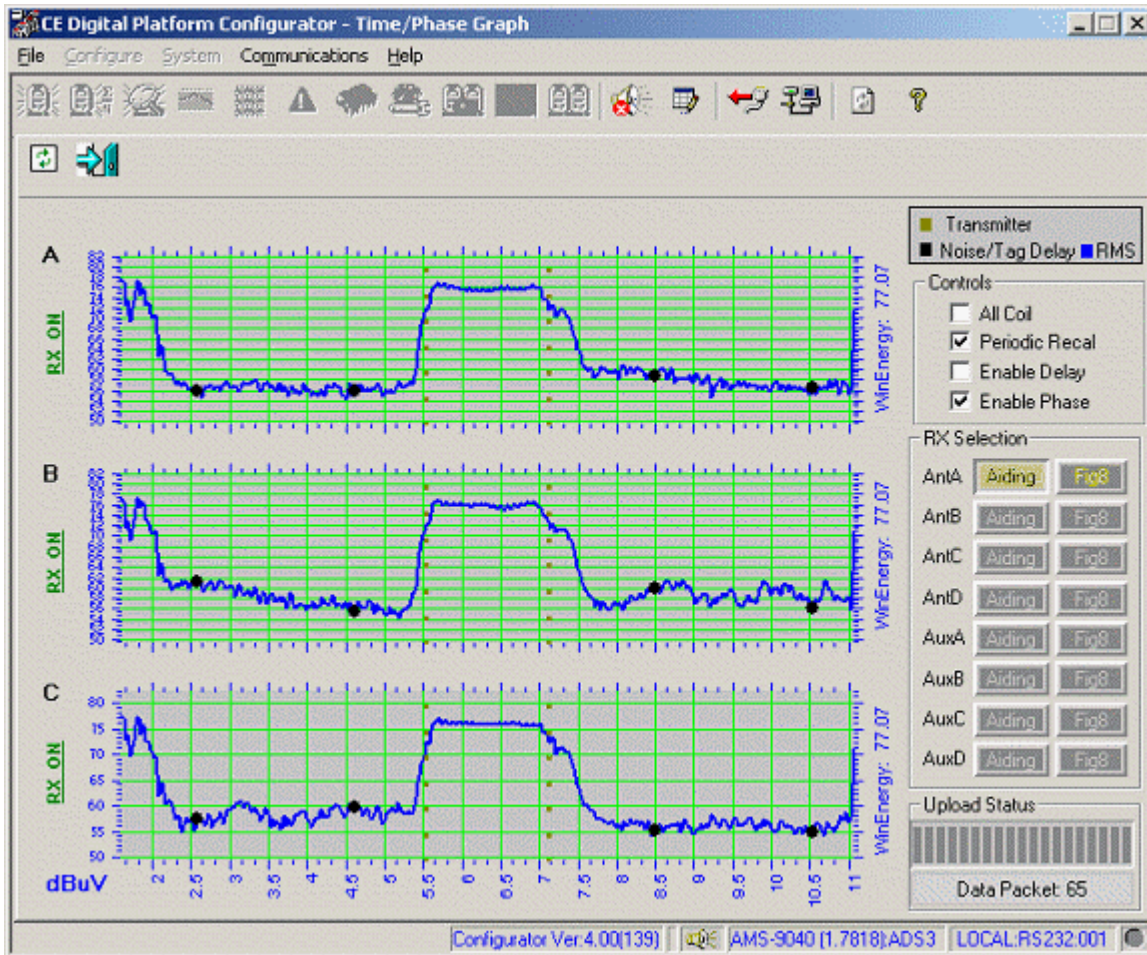 CE Digital Platform Configurator - Time/Phase Graph
File Configure System Communications Help
Transmitter
Noise/Tag Delay RMS
Controls
All Coil
Periodic Recal
Enable Delay
Enable Phase
RX Selection
AntA Aiding Fig8
AntB Aiding Fig8
AntC Aiding Fig8
AntD Aiding Fig8
AuxA Aiding Fig8
AuxB Aiding Fig8
AuxC Aiding Fig8
AuxD Aiding Fig8
Upload Status
Data Packet: 65
A
RX ON
WinEnergy: 77.07
B
RX ON
WinEnergy: 77.07
C
RX ON
80
75
70
65
60
55
50
WinEnergy: 77.07
dBuV 2 2.5 3 3.5 4 4.5 5 5.5 6 6.5 7 7.5 8 8.5 9 9.5 10 10.5 11
Configurator Ver:4.00(139) AMS-9040 (1.7818):ADS3 LOCAL:RS232:001